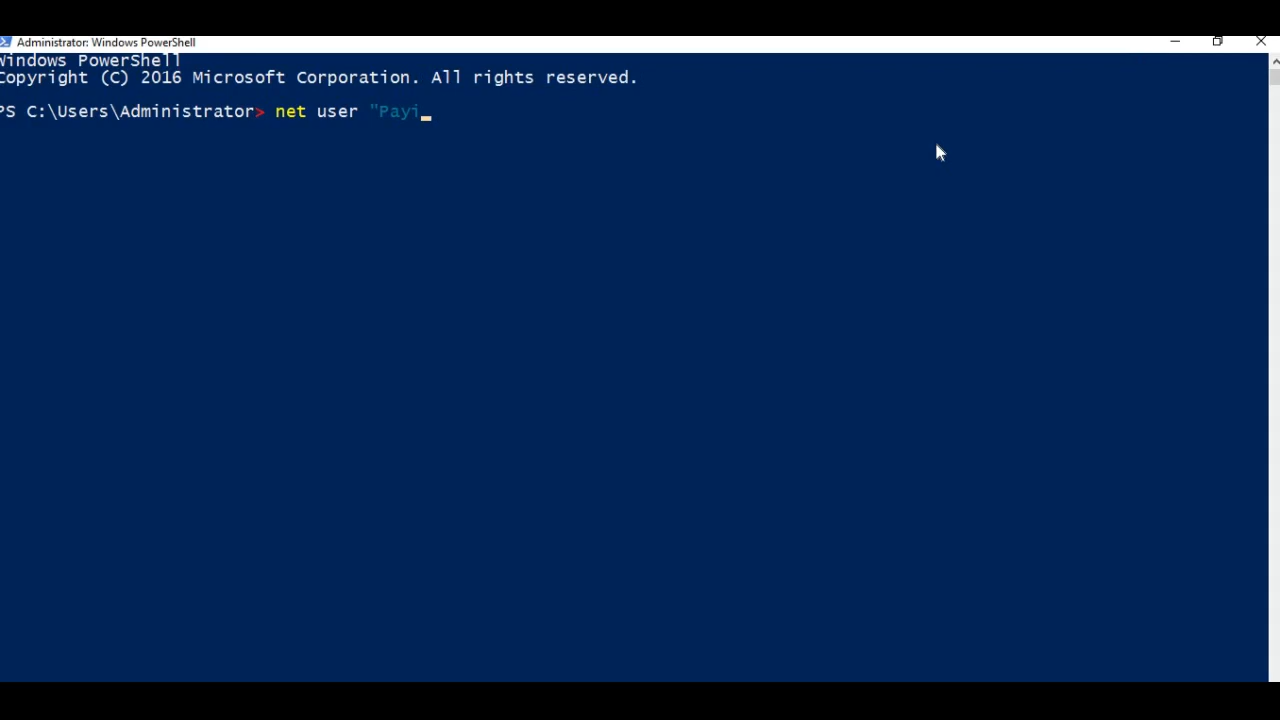 Administrator: Windows PowerShell
Windows PowerShell
Copyright (C) 2016 Microsoft Corporation. All rights reserved.
PS C:\Users\Administrator> net user "Payi